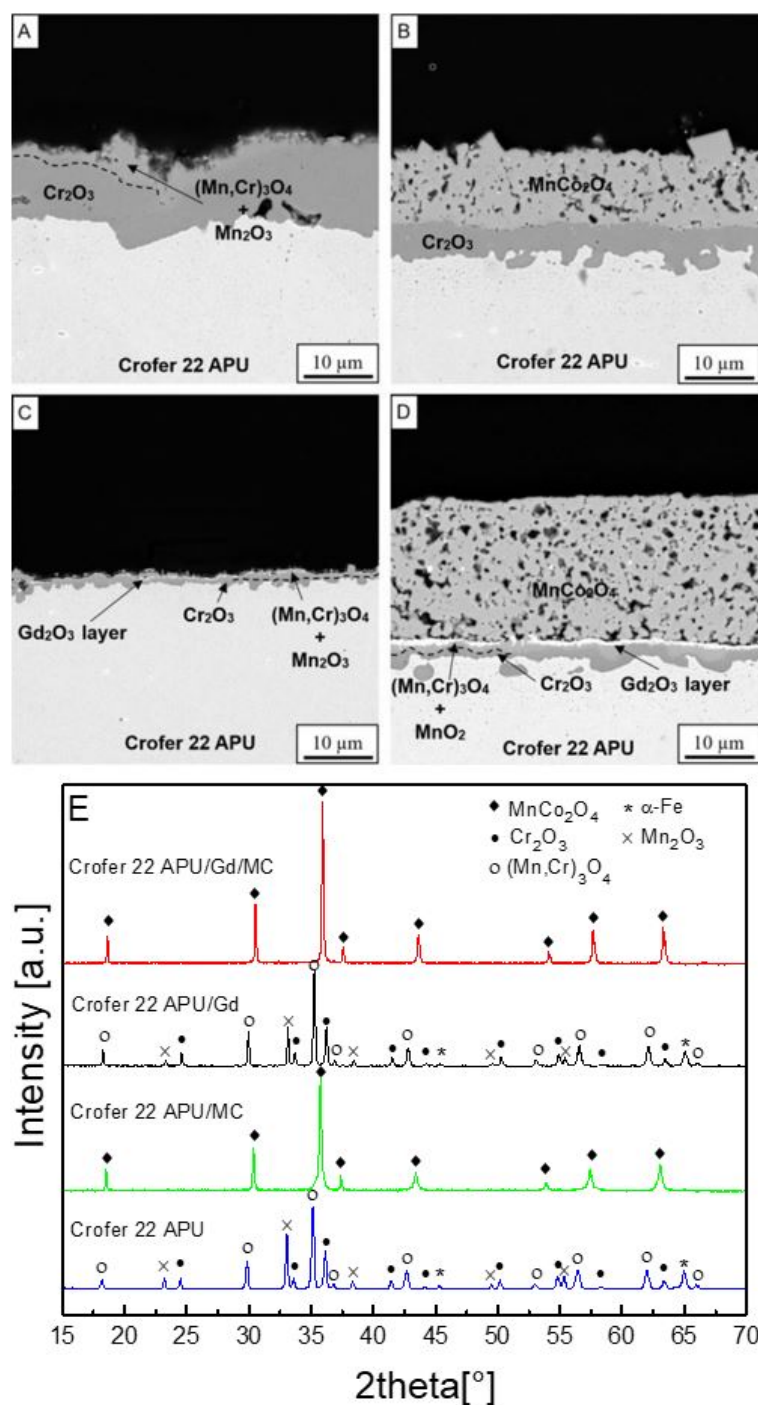 A
Cr₂O₃
(Mn,Cr)₃O₄
+
Mn₂O₃
Crofer 22 APU
10 µm
B
MnCo₂O₄
Cr₂O₃
Crofer 22 APU
10 µm
C
Gd₂O₃ layer
Cr₂O₃
(Mn,Cr)₃O₄
+
Mn₂O₃
Crofer 22 APU
10 µm
D
MnCo₂O₄
(Mn,Cr)₃O₄
+
MnO₂
Cr₂O₃
Gd₂O₃ layer
Crofer 22 APU
10 µm
E
◆ MnCo₂O₄
* α-Fe
• Cr₂O₃
× Mn₂O₃
○ (Mn,Cr)₃O₄
Crofer 22 APU/Gd/MC
Crofer 22 APU/Gd
Crofer 22 APU/MC
Crofer 22 APU
Intensity [a.u.]
15 20 25 30 35 40 45 50 55 60 65 70
2theta[°]